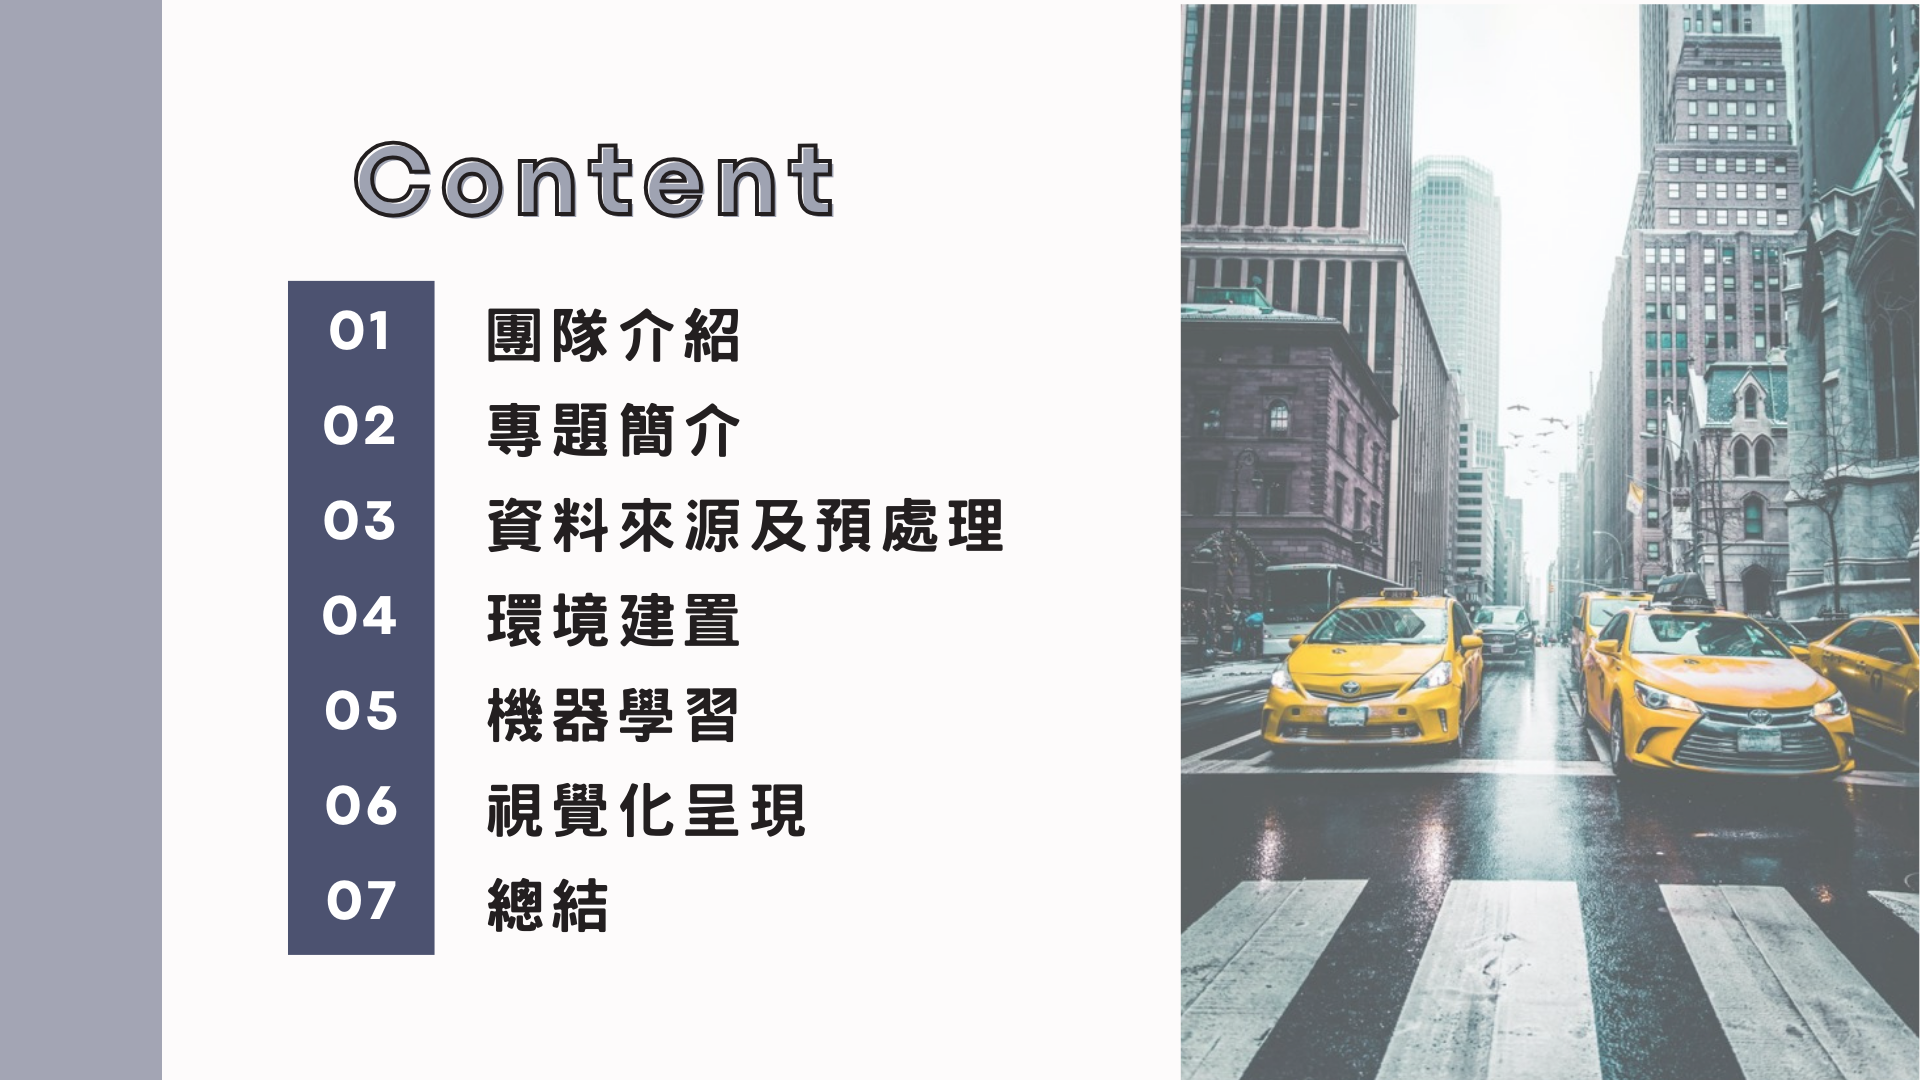 Content
01 團隊介紹
02 專題簡介
03 資料來源及預處理
04 環境建置
05 機器學習
06 視覺化呈現
07 總結